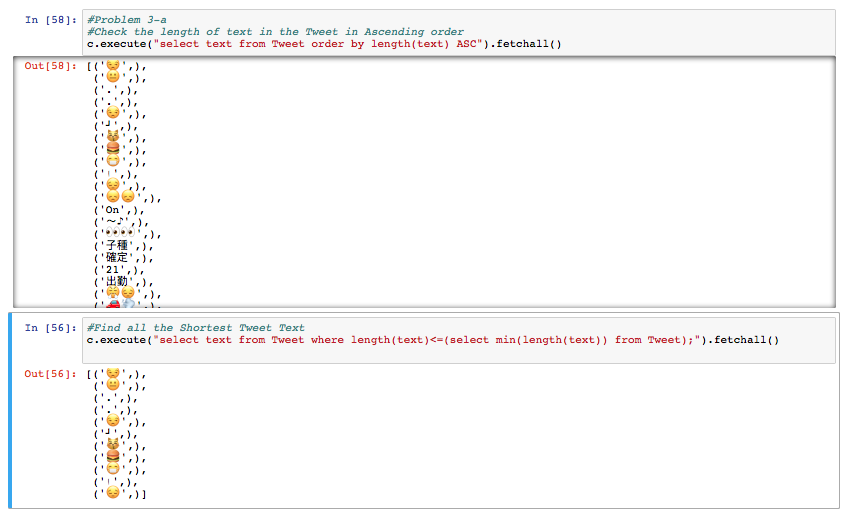 In [58]: #Problem 3-a
#Check the length of text in the Tweet in Ascending order
c.execute("select text from Tweet order by length(text) ASC").fetchall()
Out[58]: [('😔',),
('😐',),
('.',),
('.',),
('😔',),
('┘',),
('👯',),
('🍔',),
('😁',),
(' ',),
('😔',),
('😔😔',),
('On',),
('〜♪',),
('👀👀',),
('子種',),
('確定',),
('21',),
('出勤',),
In [56]: #Find all the Shortest Tweet Text
c.execute("select text from Tweet where length(text)<=(select min(length(text)) from Tweet);").fetchall()
Out[56]: [('😔',),
('😐',),
('.',),
('.',),
('😔',),
('┘',),
('👯',),
('🍔',),
('😁',),
(' ',),
('😔',)]